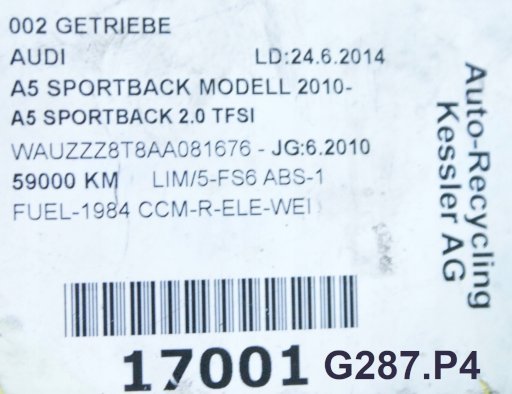 002 GETRIEBE
AUDI LD:24.6.2014
A5 SPORTBACK MODELL 2010-
A5 SPORTBACK 2.0 TFSI
WAUZZZ8T8AA081676 - JG:6.2010
59000 KM LIM/5-FS6 ABS-1
FUEL-1984 CCM-R-ELE-WEI
Auto-Recycling
Kessler AG
17001 G287.P4